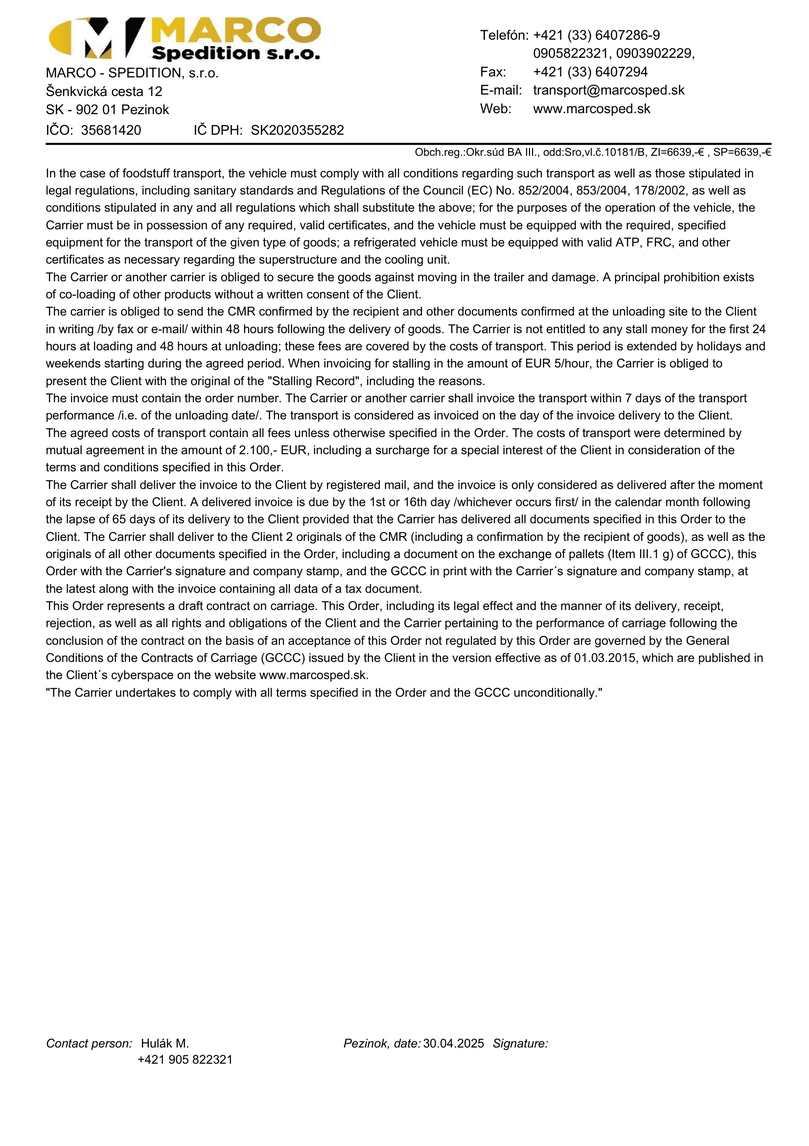 MARCO
Spedition s.r.o.
MARCO - SPEDITION, s.r.o.
Šenkvická cesta 12
SK - 902 01 Pezinok
IČO: 35681420 IČ DPH: SK2020355282
Telefón: +421 (33) 6407286-9
0905822321, 0903902229,
Fax: +421 (33) 6407294
E-mail: transport@marcosped.sk
Web: www.marcosped.sk
Obch.reg.:Okr.súd BA III., odd:Sro,vl.č.10181/B, ZI=6639,-€ , SP=6639,-€
In the case of foodstuff transport, the vehicle must comply with all conditions regarding such transport as well as those stipulated in
legal regulations, including sanitary standards and Regulations of the Council (EC) No. 852/2004, 853/2004, 178/2002, as well as
conditions stipulated in any and all regulations which shall substitute the above; for the purposes of the operation of the vehicle, the
Carrier must be in possession of any required, valid certificates, and the vehicle must be equipped with the required, specified
equipment for the transport of the given type of goods; a refrigerated vehicle must be equipped with valid ATP, FRC, and other
certificates as necessary regarding the superstructure and the cooling unit.
The Carrier or another carrier is obliged to secure the goods against moving in the trailer and damage. A principal prohibition exists
of co-loading of other products without a written consent of the Client.
The carrier is obliged to send the CMR confirmed by the recipient and other documents confirmed at the unloading site to the Client
in writing /by fax or e-mail/ within 48 hours following the delivery of goods. The Carrier is not entitled to any stall money for the first 24
hours at loading and 48 hours at unloading; these fees are covered by the costs of transport. This period is extended by holidays and
weekends starting during the agreed period. When invoicing for stalling in the amount of EUR 5/hour, the Carrier is obliged to
present the Client with the original of the "Stalling Record", including the reasons.
The invoice must contain the order number. The Carrier or another carrier shall invoice the transport within 7 days of the transport
performance /i.e. of the unloading date/. The transport is considered as invoiced on the day of the invoice delivery to the Client.
The agreed costs of transport contain all fees unless otherwise specified in the Order. The costs of transport were determined by
mutual agreement in the amount of 2.100,- EUR, including a surcharge for a special interest of the Client in consideration of the
terms and conditions specified in this Order.
The Carrier shall deliver the invoice to the Client by registered mail, and the invoice is only considered as delivered after the moment
of its receipt by the Client. A delivered invoice is due by the 1st or 16th day /whichever occurs first/ in the calendar month following
the lapse of 65 days of its delivery to the Client provided that the Carrier has delivered all documents specified in this Order to the
Client. The Carrier shall deliver to the Client 2 originals of the CMR (including a confirmation by the recipient of goods), as well as the
originals of all other documents specified in the Order, including a document on the exchange of pallets (Item III.1 g) of GCCC), this
Order with the Carrier's signature and company stamp, and the GCCC in print with the Carrier´s signature and company stamp, at
the latest along with the invoice containing all data of a tax document.
This Order represents a draft contract on carriage. This Order, including its legal effect and the manner of its delivery, receipt,
rejection, as well as all rights and obligations of the Client and the Carrier pertaining to the performance of carriage following the
conclusion of the contract on the basis of an acceptance of this Order not regulated by this Order are governed by the General
Conditions of the Contracts of Carriage (GCCC) issued by the Client in the version effective as of 01.03.2015, which are published in
the Client´s cyberspace on the website www.marcosped.sk.
"The Carrier undertakes to comply with all terms specified in the Order and the GCCC unconditionally."
Contact person: Hulák M. Pezinok, date: 30.04.2025 Signature:
+421 905 822321